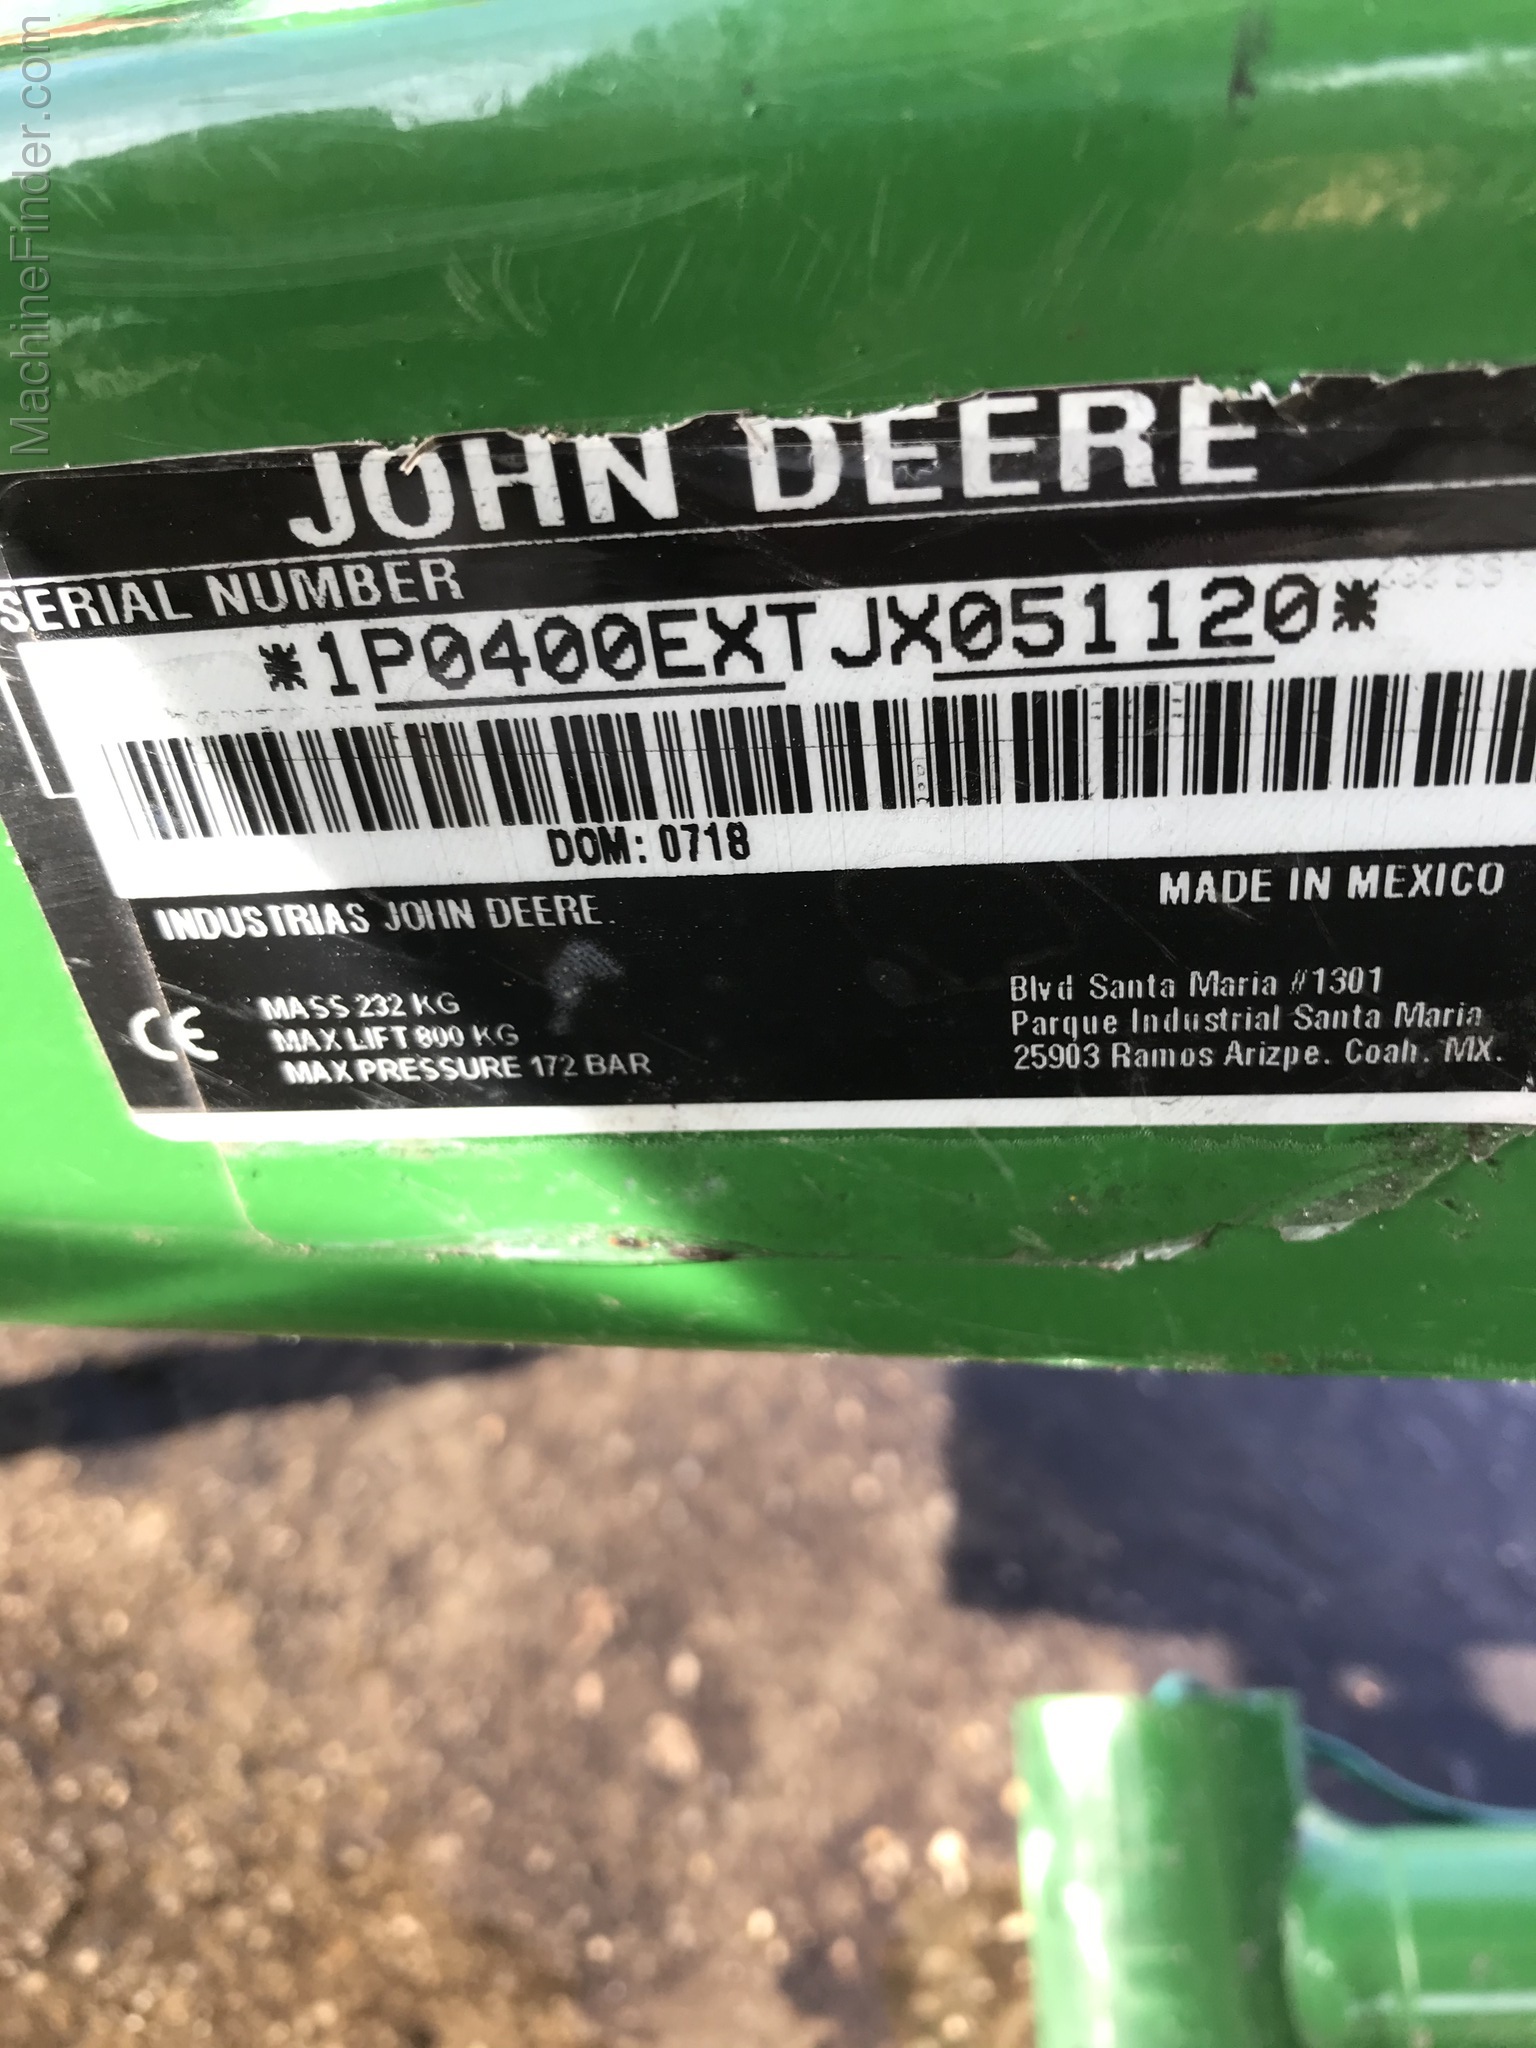 MachineFinder.com
JOHN DEERE
SERIAL NUMBER
*1P0400EXTJX051120*
DOM: 0718
INDUSTRIAS JOHN DEERE.
MADE IN MEXICO
MASS 232 KG
MAX LIFT 800 KG
MAX PRESSURE 172 BAR
CE
Blvd Santa Maria #1301
Parque Industrial Santa Maria
25903 Ramos Arizpe. Coah. MX.